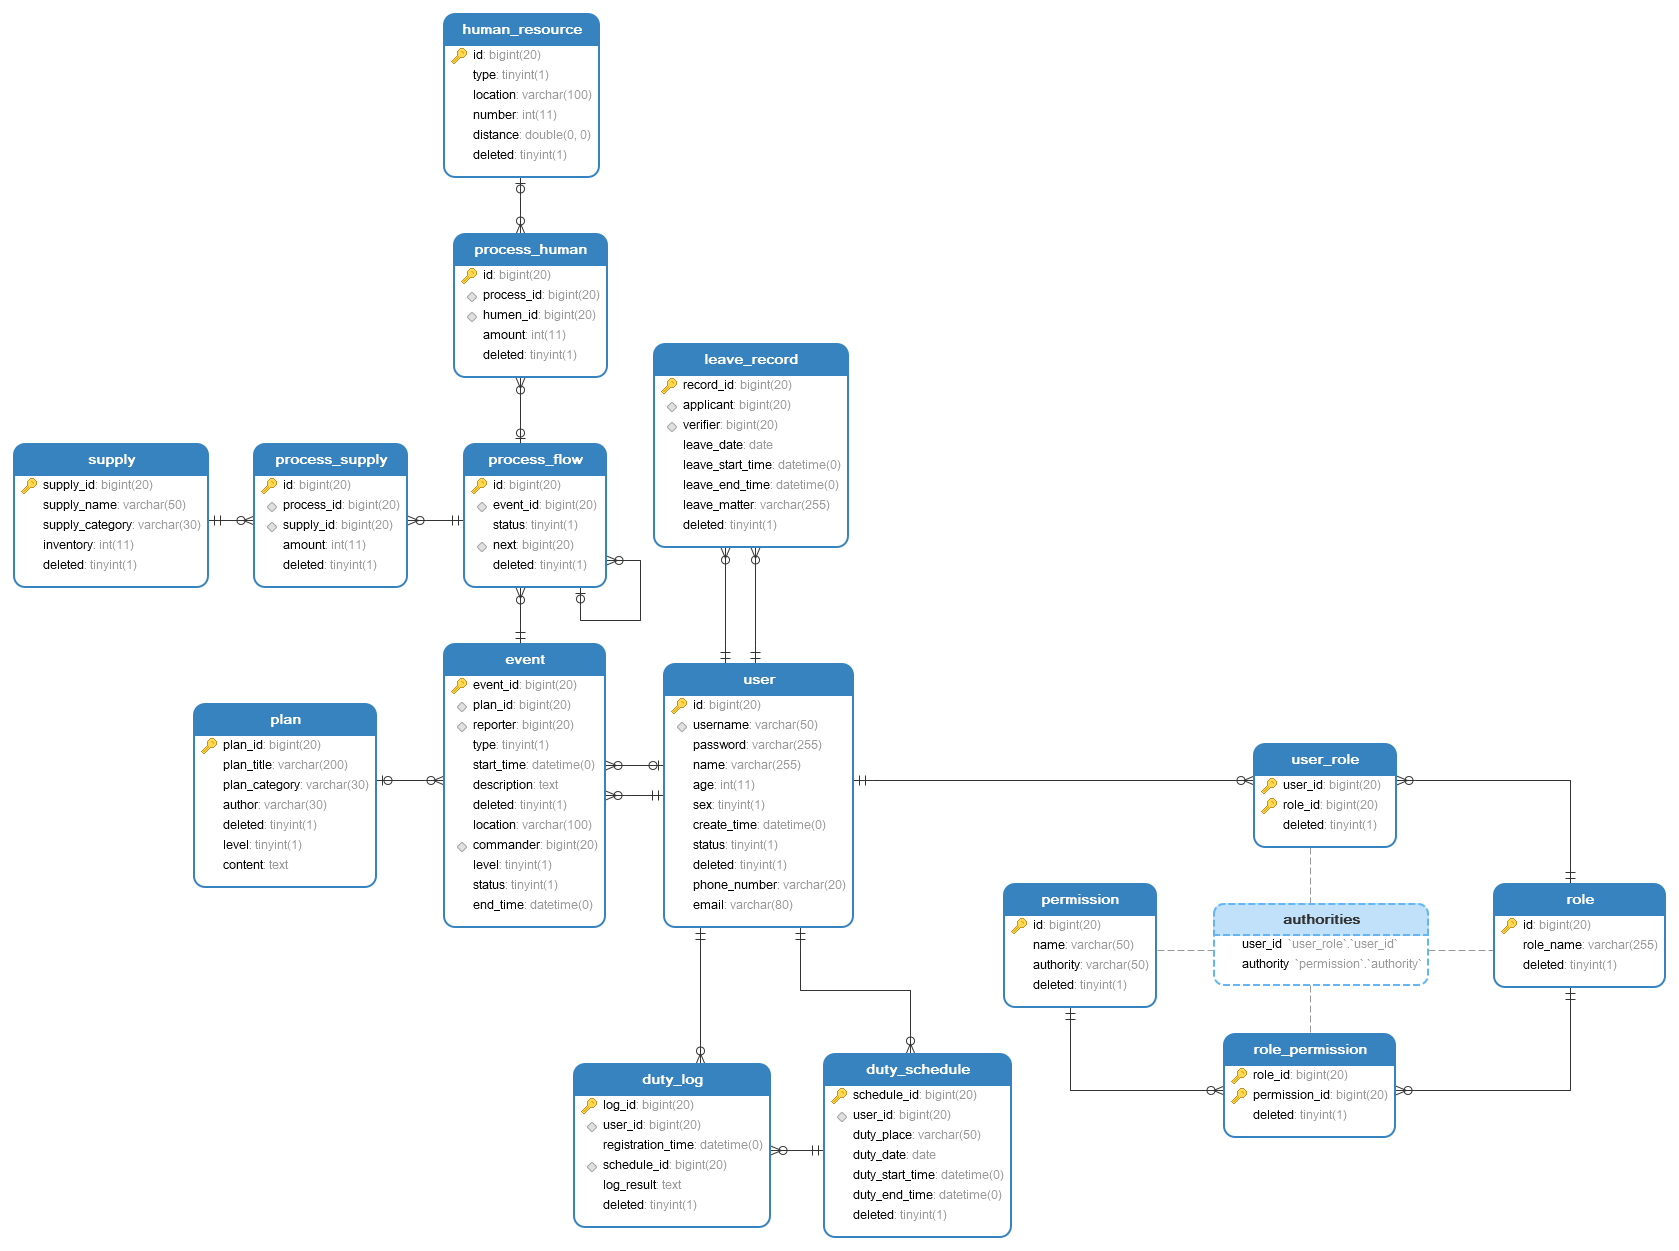 human_resource
id: bigint(20)
type: tinyint(1)
location: varchar(100)
number: int(11)
distance: double(0, 0)
deleted: tinyint(1)
process_human
id: bigint(20)
process_id: bigint(20)
humen_id: bigint(20)
amount: int(11)
deleted: tinyint(1)
leave_record
record_id: bigint(20)
applicant: bigint(20)
verifier: bigint(20)
leave_date: date
leave_start_time: datetime(0)
leave_end_time: datetime(0)
leave_matter: varchar(255)
deleted: tinyint(1)
supply
supply_id: bigint(20)
supply_name: varchar(50)
supply_category: varchar(30)
inventory: int(11)
deleted: tinyint(1)
process_supply
id: bigint(20)
process_id: bigint(20)
supply_id: bigint(20)
amount: int(11)
deleted: tinyint(1)
process_flow
id: bigint(20)
event_id: bigint(20)
status: tinyint(1)
next: bigint(20)
deleted: tinyint(1)
event
event_id: bigint(20)
plan_id: bigint(20)
reporter: bigint(20)
type: tinyint(1)
start_time: datetime(0)
description: text
deleted: tinyint(1)
location: varchar(100)
commander: bigint(20)
level: tinyint(1)
status: tinyint(1)
end_time: datetime(0)
user
id: bigint(20)
username: varchar(50)
password: varchar(255)
name: varchar(255)
age: int(11)
sex: tinyint(1)
create_time: datetime(0)
status: tinyint(1)
deleted: tinyint(1)
phone_number: varchar(20)
email: varchar(80)
plan
plan_id: bigint(20)
plan_title: varchar(200)
plan_category: varchar(30)
author: varchar(30)
deleted: tinyint(1)
level: tinyint(1)
content: text
user_role
user_id: bigint(20)
role_id: bigint(20)
deleted: tinyint(1)
permission
id: bigint(20)
name: varchar(50)
authority: varchar(50)
deleted: tinyint(1)
authorities
user_id `user_role`.`user_id`
authority `permission`.`authority`
role
id: bigint(20)
role_name: varchar(255)
deleted: tinyint(1)
role_permission
role_id: bigint(20)
permission_id: bigint(20)
deleted: tinyint(1)
duty_log
log_id: bigint(20)
user_id: bigint(20)
registration_time: datetime(0)
schedule_id: bigint(20)
log_result: text
deleted: tinyint(1)
duty_schedule
schedule_id: bigint(20)
user_id: bigint(20)
duty_place: varchar(50)
duty_date: date
duty_start_time: datetime(0)
duty_end_time: datetime(0)
deleted: tinyint(1)